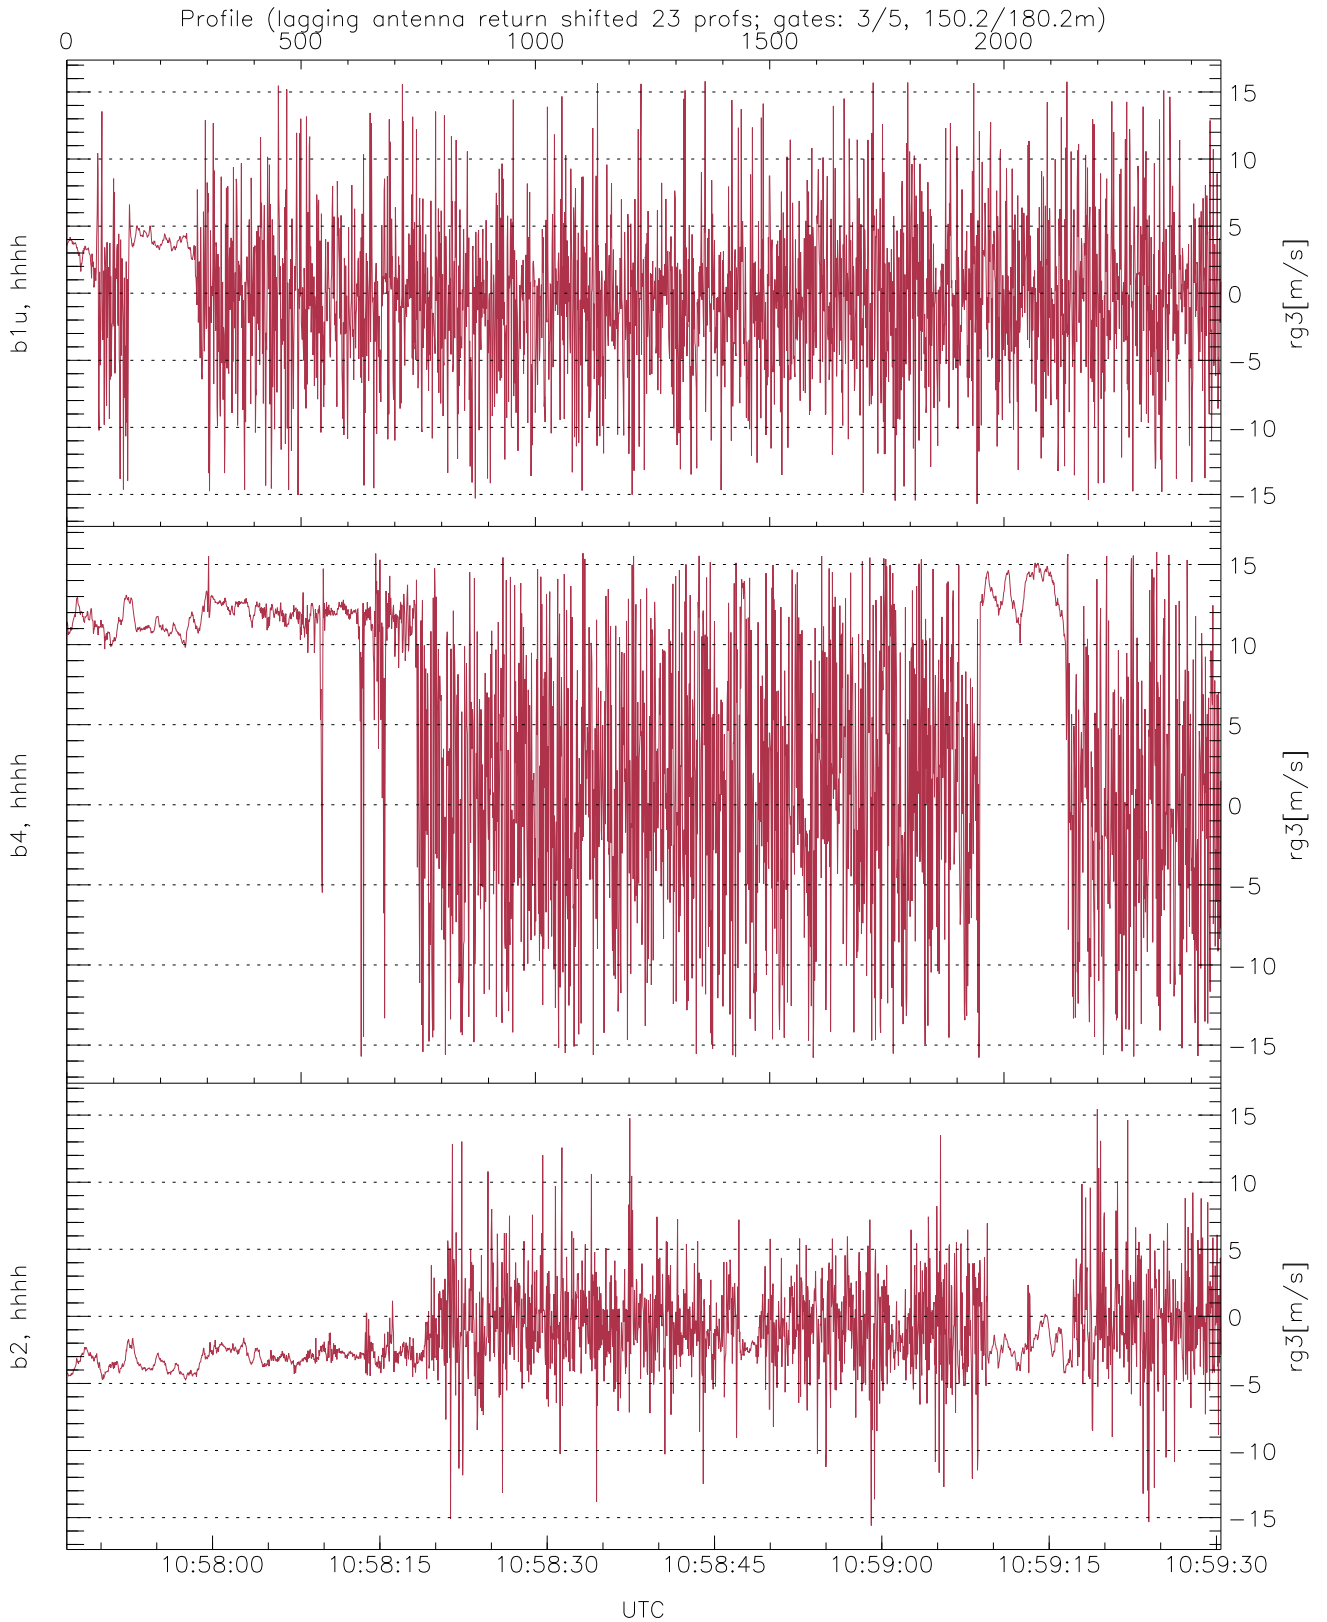 Profile (lagging antenna return shifted 23 profs; gates: 3/5, 150.2/180.2m)
0 500 1000 1500 2000
b1u, hhhh
15
10
5
0
-5
-10
-15
rg3[m/s]
b4, hhhh
15
10
5
0
-5
-10
-15
rg3[m/s]
b2, hhhh
15
10
5
0
-5
-10
-15
rg3[m/s]
10:58:00 10:58:15 10:58:30 10:58:45 10:59:00 10:59:15 10:59:30
UTC